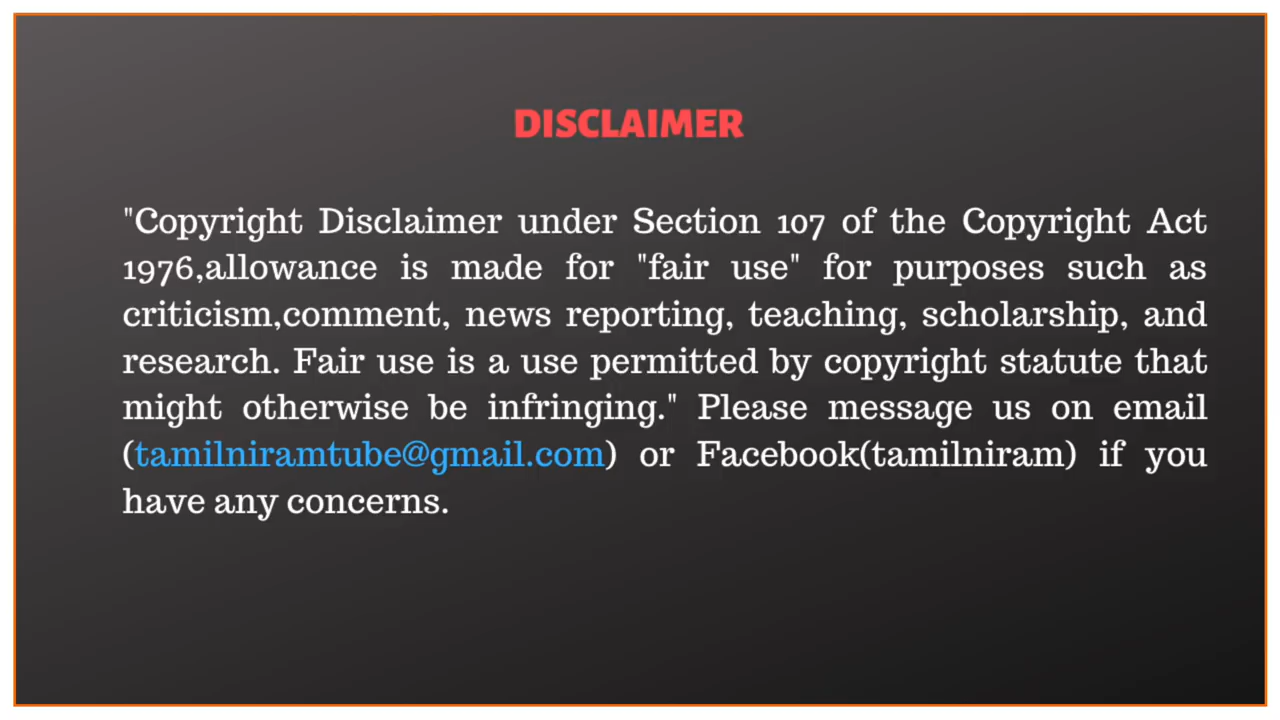 DISCLAIMER
"Copyright Disclaimer under Section 107 of the Copyright Act
1976,allowance is made for "fair use" for purposes such as
criticism,comment, news reporting, teaching, scholarship, and
research. Fair use is a use permitted by copyright statute that
might otherwise be infringing." Please message us on email
(tamilniramtube@gmail.com) or Facebook(tamilniram) if you
have any concerns.